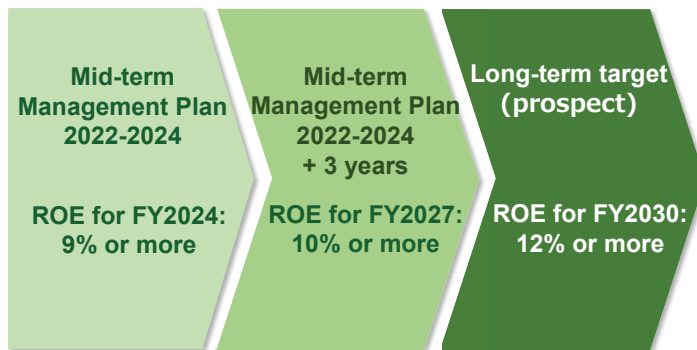 Mid-term
Management Plan
2022-2024
ROE for FY2024:
9% or more
Mid-term
Management Plan
2022-2024
+ 3 years
ROE for FY2027:
10% or more
Long-term target
(prospect)
ROE for FY2030:
12% or more